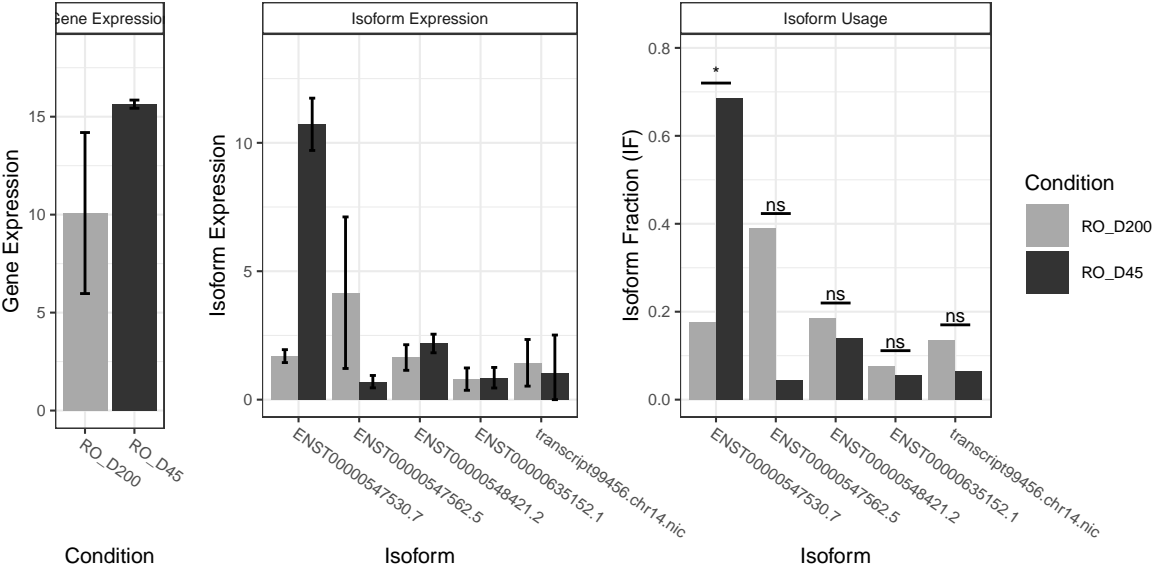 Gene Expression
Gene Expression
15
10
5
0
RO_D200
RO_D45
Condition
Isoform Expression
Isoform Expression
10
5
0
ENST00000547530.7
ENST00000547562.5
ENST00000548421.2
ENST00000635152.1
transcript99456.chr14.nic
Isoform
Isoform Usage
Isoform Fraction (IF)
0.8
0.6
0.4
0.2
0.0
*
ns
ns
ns
ns
ENST00000547530.7
ENST00000547562.5
ENST00000548421.2
ENST00000635152.1
transcript99456.chr14.nic
Isoform
Condition
RO_D200
RO_D45